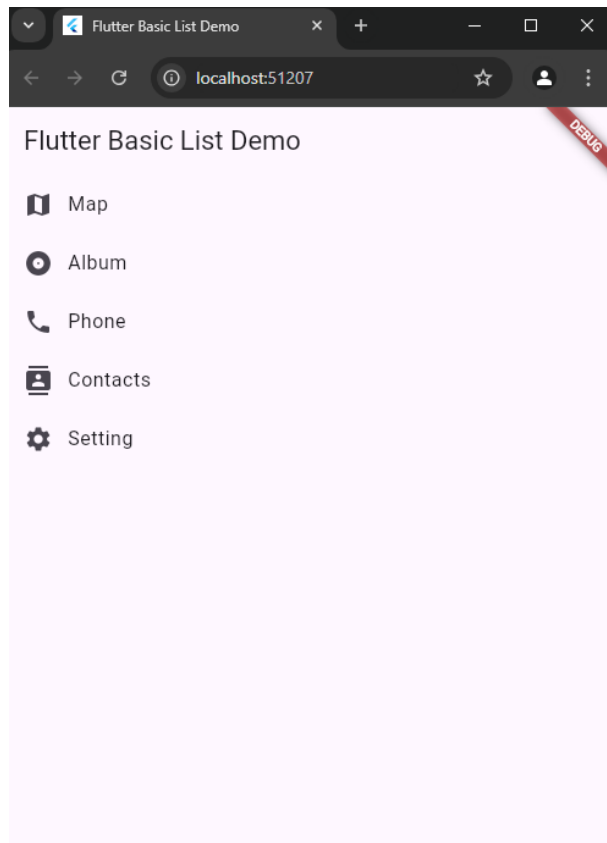 Flutter Basic List Demo
localhost:51207
DEBUG
Flutter Basic List Demo
Map
Album
Phone
Contacts
Setting